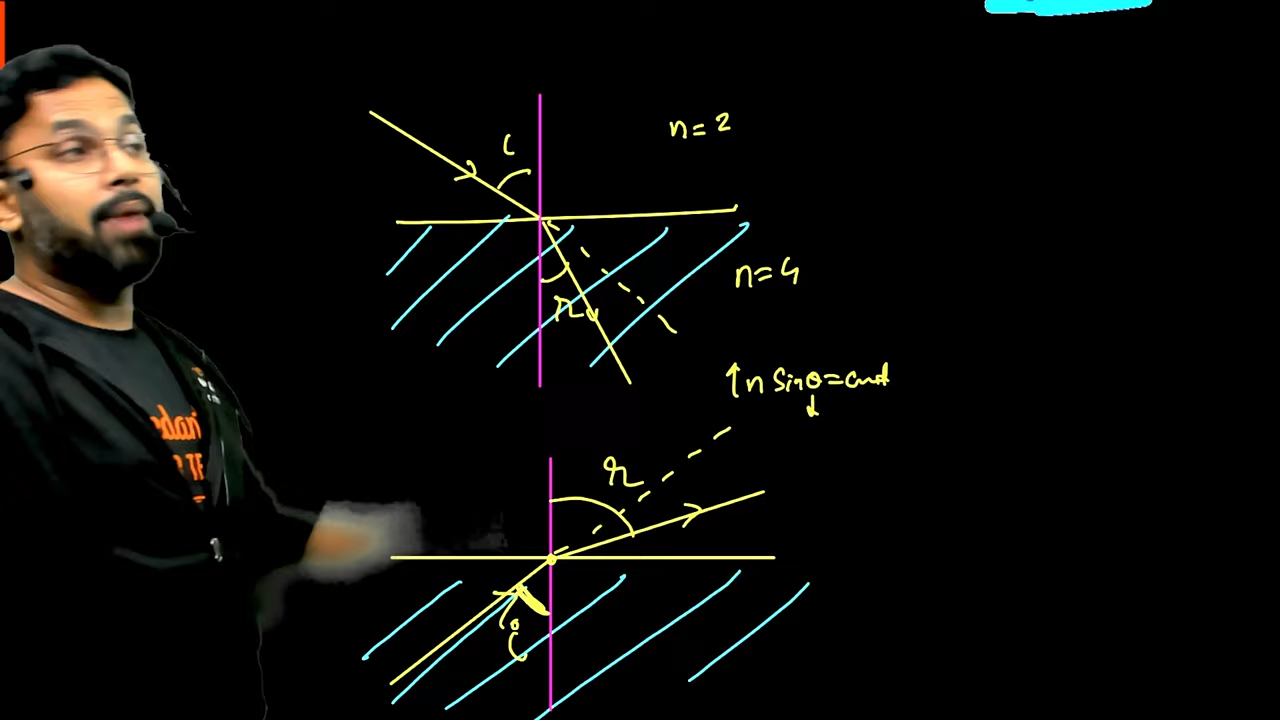 i
n = 2
n = 4
r
↑n Sinθ = const
↓
r
i